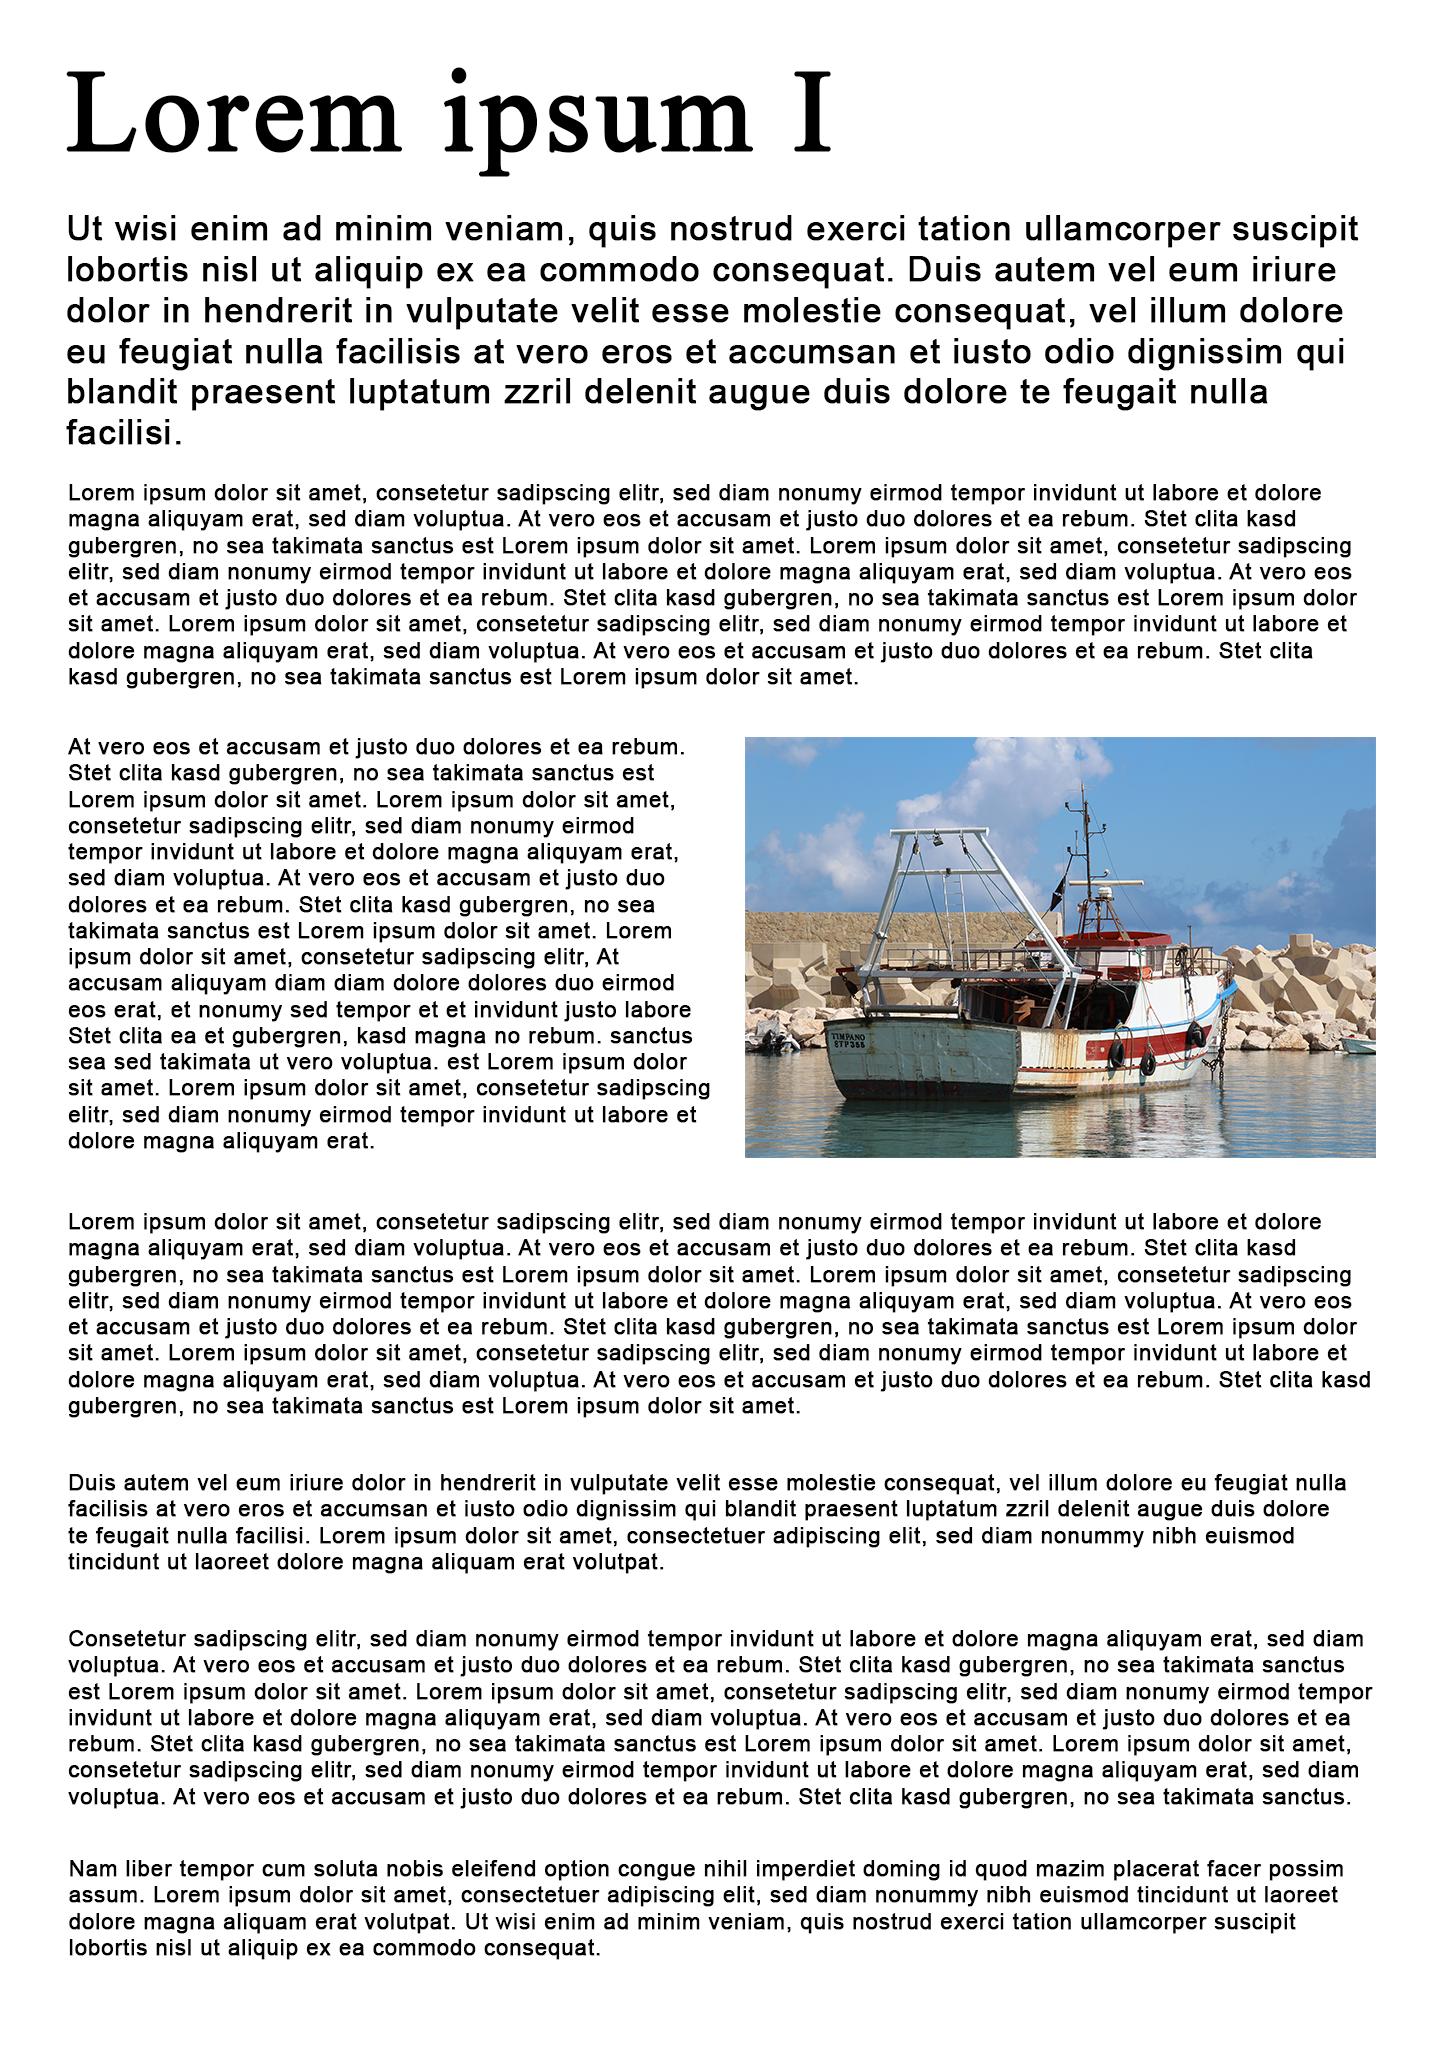 Lorem ipsum I
Ut wisi enim ad minim veniam, quis nostrud exerci tation ullamcorper suscipit
lobortis nisl ut aliquip ex ea commodo consequat. Duis autem vel eum iriure
dolor in hendrerit in vulputate velit esse molestie consequat, vel illum dolore
eu feugiat nulla facilisis at vero eros et accumsan et iusto odio dignissim qui
blandit praesent luptatum zzril delenit augue duis dolore te feugait nulla
facilisi.
Lorem ipsum dolor sit amet, consetetur sadipscing elitr, sed diam nonumy eirmod tempor invidunt ut labore et dolore
magna aliquyam erat, sed diam voluptua. At vero eos et accusam et justo duo dolores et ea rebum. Stet clita kasd
gubergren, no sea takimata sanctus est Lorem ipsum dolor sit amet. Lorem ipsum dolor sit amet, consetetur sadipscing
elitr, sed diam nonumy eirmod tempor invidunt ut labore et dolore magna aliquyam erat, sed diam voluptua. At vero eos
et accusam et justo duo dolores et ea rebum. Stet clita kasd gubergren, no sea takimata sanctus est Lorem ipsum dolor
sit amet. Lorem ipsum dolor sit amet, consetetur sadipscing elitr, sed diam nonumy eirmod tempor invidunt ut labore et
dolore magna aliquyam erat, sed diam voluptua. At vero eos et accusam et justo duo dolores et ea rebum. Stet clita
kasd gubergren, no sea takimata sanctus est Lorem ipsum dolor sit amet.
At vero eos et accusam et justo duo dolores et ea rebum.
Stet clita kasd gubergren, no sea takimata sanctus est
Lorem ipsum dolor sit amet. Lorem ipsum dolor sit amet,
consetetur sadipscing elitr, sed diam nonumy eirmod
tempor invidunt ut labore et dolore magna aliquyam erat,
sed diam voluptua. At vero eos et accusam et justo duo
dolores et ea rebum. Stet clita kasd gubergren, no sea
takimata sanctus est Lorem ipsum dolor sit amet. Lorem
ipsum dolor sit amet, consetetur sadipscing elitr, At
accusam aliquyam diam diam dolore dolores duo eirmod
eos erat, et nonumy sed tempor et et invidunt justo labore
Stet clita ea et gubergren, kasd magna no rebum. sanctus
sea sed takimata ut vero voluptua. est Lorem ipsum dolor
sit amet. Lorem ipsum dolor sit amet, consetetur sadipscing
elitr, sed diam nonumy eirmod tempor invidunt ut labore et
dolore magna aliquyam erat.
TIMPANO
8TP355
Lorem ipsum dolor sit amet, consetetur sadipscing elitr, sed diam nonumy eirmod tempor invidunt ut labore et dolore
magna aliquyam erat, sed diam voluptua. At vero eos et accusam et justo duo dolores et ea rebum. Stet clita kasd
gubergren, no sea takimata sanctus est Lorem ipsum dolor sit amet. Lorem ipsum dolor sit amet, consetetur sadipscing
elitr, sed diam nonumy eirmod tempor invidunt ut labore et dolore magna aliquyam erat, sed diam voluptua. At vero eos
et accusam et justo duo dolores et ea rebum. Stet clita kasd gubergren, no sea takimata sanctus est Lorem ipsum dolor
sit amet. Lorem ipsum dolor sit amet, consetetur sadipscing elitr, sed diam nonumy eirmod tempor invidunt ut labore et
dolore magna aliquyam erat, sed diam voluptua. At vero eos et accusam et justo duo dolores et ea rebum. Stet clita kasd
gubergren, no sea takimata sanctus est Lorem ipsum dolor sit amet.
Duis autem vel eum iriure dolor in hendrerit in vulputate velit esse molestie consequat, vel illum dolore eu feugiat nulla
facilisis at vero eros et accumsan et iusto odio dignissim qui blandit praesent luptatum zzril delenit augue duis dolore
te feugait nulla facilisi. Lorem ipsum dolor sit amet, consectetuer adipiscing elit, sed diam nonummy nibh euismod
tincidunt ut laoreet dolore magna aliquam erat volutpat.
Consetetur sadipscing elitr, sed diam nonumy eirmod tempor invidunt ut labore et dolore magna aliquyam erat, sed diam
voluptua. At vero eos et accusam et justo duo dolores et ea rebum. Stet clita kasd gubergren, no sea takimata sanctus
est Lorem ipsum dolor sit amet. Lorem ipsum dolor sit amet, consetetur sadipscing elitr, sed diam nonumy eirmod tempor
invidunt ut labore et dolore magna aliquyam erat, sed diam voluptua. At vero eos et accusam et justo duo dolores et ea
rebum. Stet clita kasd gubergren, no sea takimata sanctus est Lorem ipsum dolor sit amet. Lorem ipsum dolor sit amet,
consetetur sadipscing elitr, sed diam nonumy eirmod tempor invidunt ut labore et dolore magna aliquyam erat, sed diam
voluptua. At vero eos et accusam et justo duo dolores et ea rebum. Stet clita kasd gubergren, no sea takimata sanctus.
Nam liber tempor cum soluta nobis eleifend option congue nihil imperdiet doming id quod mazim placerat facer possim
assum. Lorem ipsum dolor sit amet, consectetuer adipiscing elit, sed diam nonummy nibh euismod tincidunt ut laoreet
dolore magna aliquam erat volutpat. Ut wisi enim ad minim veniam, quis nostrud exerci tation ullamcorper suscipit
lobortis nisl ut aliquip ex ea commodo consequat.